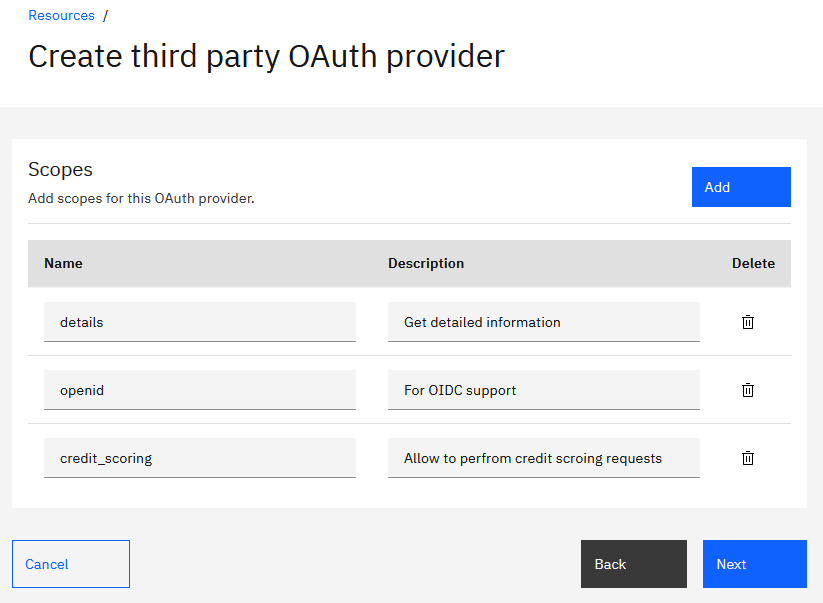 Resources /
Create third party OAuth provider
Scopes
Add scopes for this OAuth provider.
Add
Name Description Delete
details Get detailed information
openid For OIDC support
credit_scoring Allow to perfrom credit scroing requests
Cancel Back Next